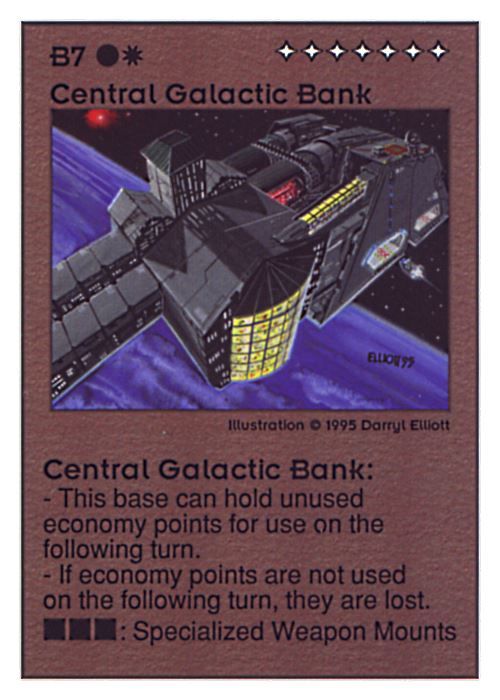 B7
Central Galactic Bank
ELLIOTT 95
Illustration © 1995 Darryl Elliott
Central Galactic Bank:
- This base can hold unused
economy points for use on the
following turn.
- If economy points are not used
on the following turn, they are lost.
: Specialized Weapon Mounts